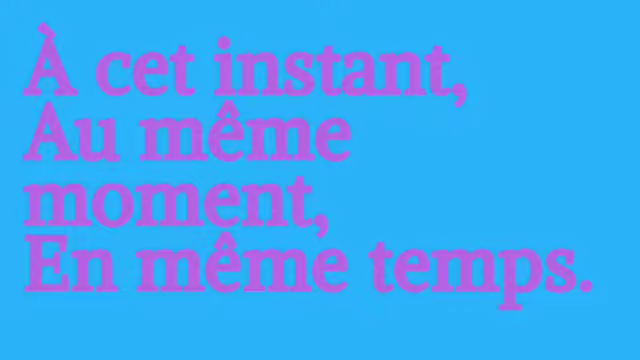 À cet instant,
Au même
moment,
En même temps.